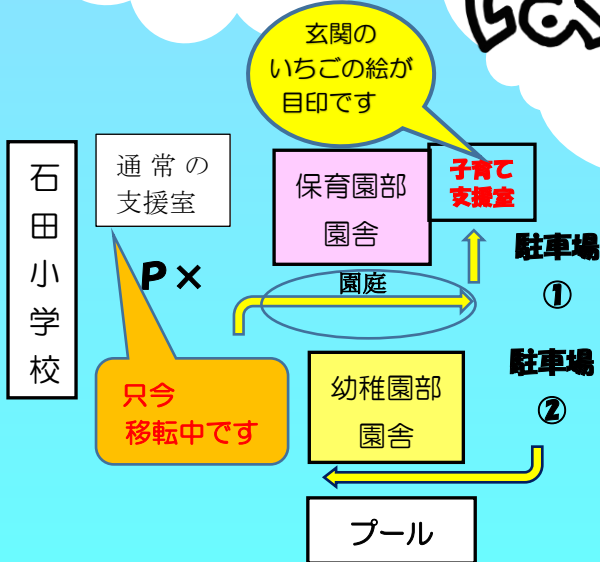 玄関の
いちごの絵が
目印です
石田小学校
通常の
支援室
保育園部
園舎
子育て
支援室
P×
園庭
駐車場
①
只今
移転中です
幼稚園部
園舎
駐車場
②
プール